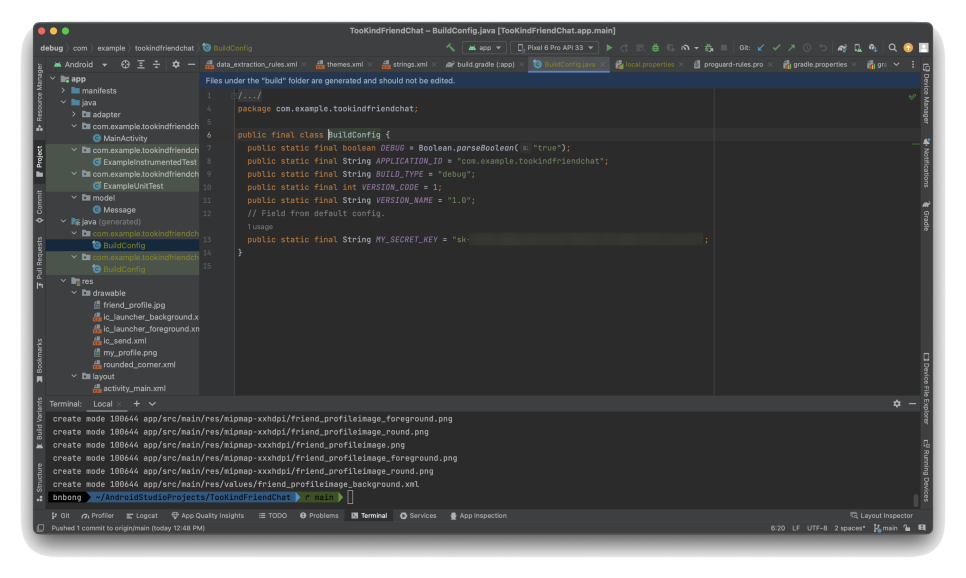 TooKindFriendChat – BuildConfig.java [TooKindFriendChat.app.main]
debug com example tookindfriendchat BuildConfig
app Pixel 6 Pro API 33 Git:
Android
data_extraction_rules.xml themes.xml strings.xml build.gradle (:app) BuildConfig.java local.properties proguard-rules.pro gradle.properties
Files under the "build" folder are generated and should not be edited.
app
manifests
java
adapter
com.example.tookindfriendch
MainActivity
com.example.tookindfriendch
ExampleInstrumentedTest
com.example.tookindfriendch
ExampleUnitTest
model
Message
java (generated)
com.example.tookindfriendch
BuildConfig
com.example.tookindfriendch
BuildConfig
res
drawable
friend_profile.jpg
ic_launcher_background.x
ic_launcher_foreground.xn
ic_send.xml
my_profile.png
rounded_corner.xml
layout
activity_main.xml
1 /.../
4 package com.example.tookindfriendchat;
5
6 public final class BuildConfig {
7 public static final boolean DEBUG = Boolean.parseBoolean( s: "true");
8 public static final String APPLICATION_ID = "com.example.tookindfriendchat";
9 public static final String BUILD_TYPE = "debug";
10 public static final int VERSION_CODE = 1;
11 public static final String VERSION_NAME = "1.0";
12 // Field from default config.
1 usage
13 public static final String MY_SECRET_KEY = "sk- ;
14 }
15
Resource Manager
Project
Commit
Pull Requests
Bookmarks
Build Variants
Structure
Device Manager
Notifications
Gradle
Device File Explorer
Running Devices
Terminal: Local
create mode 100644 app/src/main/res/mipmap-xxhdpi/friend_profileimage_foreground.png
create mode 100644 app/src/main/res/mipmap-xxhdpi/friend_profileimage_round.png
create mode 100644 app/src/main/res/mipmap-xxxhdpi/friend_profileimage.png
create mode 100644 app/src/main/res/mipmap-xxxhdpi/friend_profileimage_foreground.png
create mode 100644 app/src/main/res/mipmap-xxxhdpi/friend_profileimage_round.png
create mode 100644 app/src/main/res/values/friend_profileimage_background.xml
bnbong ~/AndroidStudioProjects/TooKindFriendChat main
Git Profiler Logcat App Quality Insights TODO Problems Terminal Services App Inspection Layout Inspector
Pushed 1 commit to origin/main (today 12:48 PM) 6:20 LF UTF-8 2 spaces* main